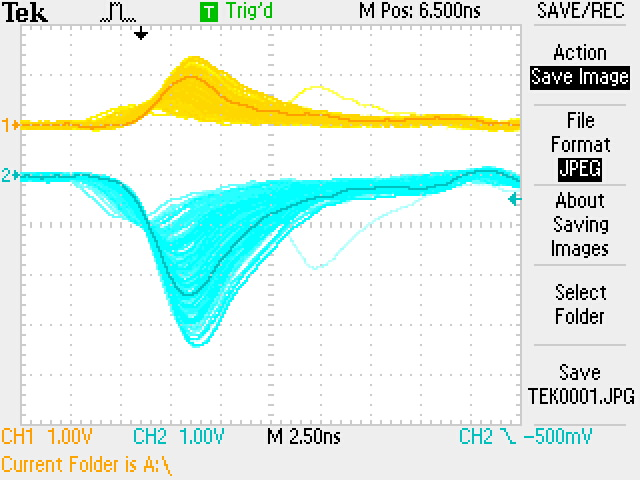 Tek T Trig'd M Pos: 6.500ns SAVE/REC
Action
Save Image
File
Format
JPEG
About
Saving
Images
Select
Folder
Save
TEK0001.JPG
1
2
CH1 1.00V CH2 1.00V M 2.50ns CH2 -500mV
Current Folder is A:\